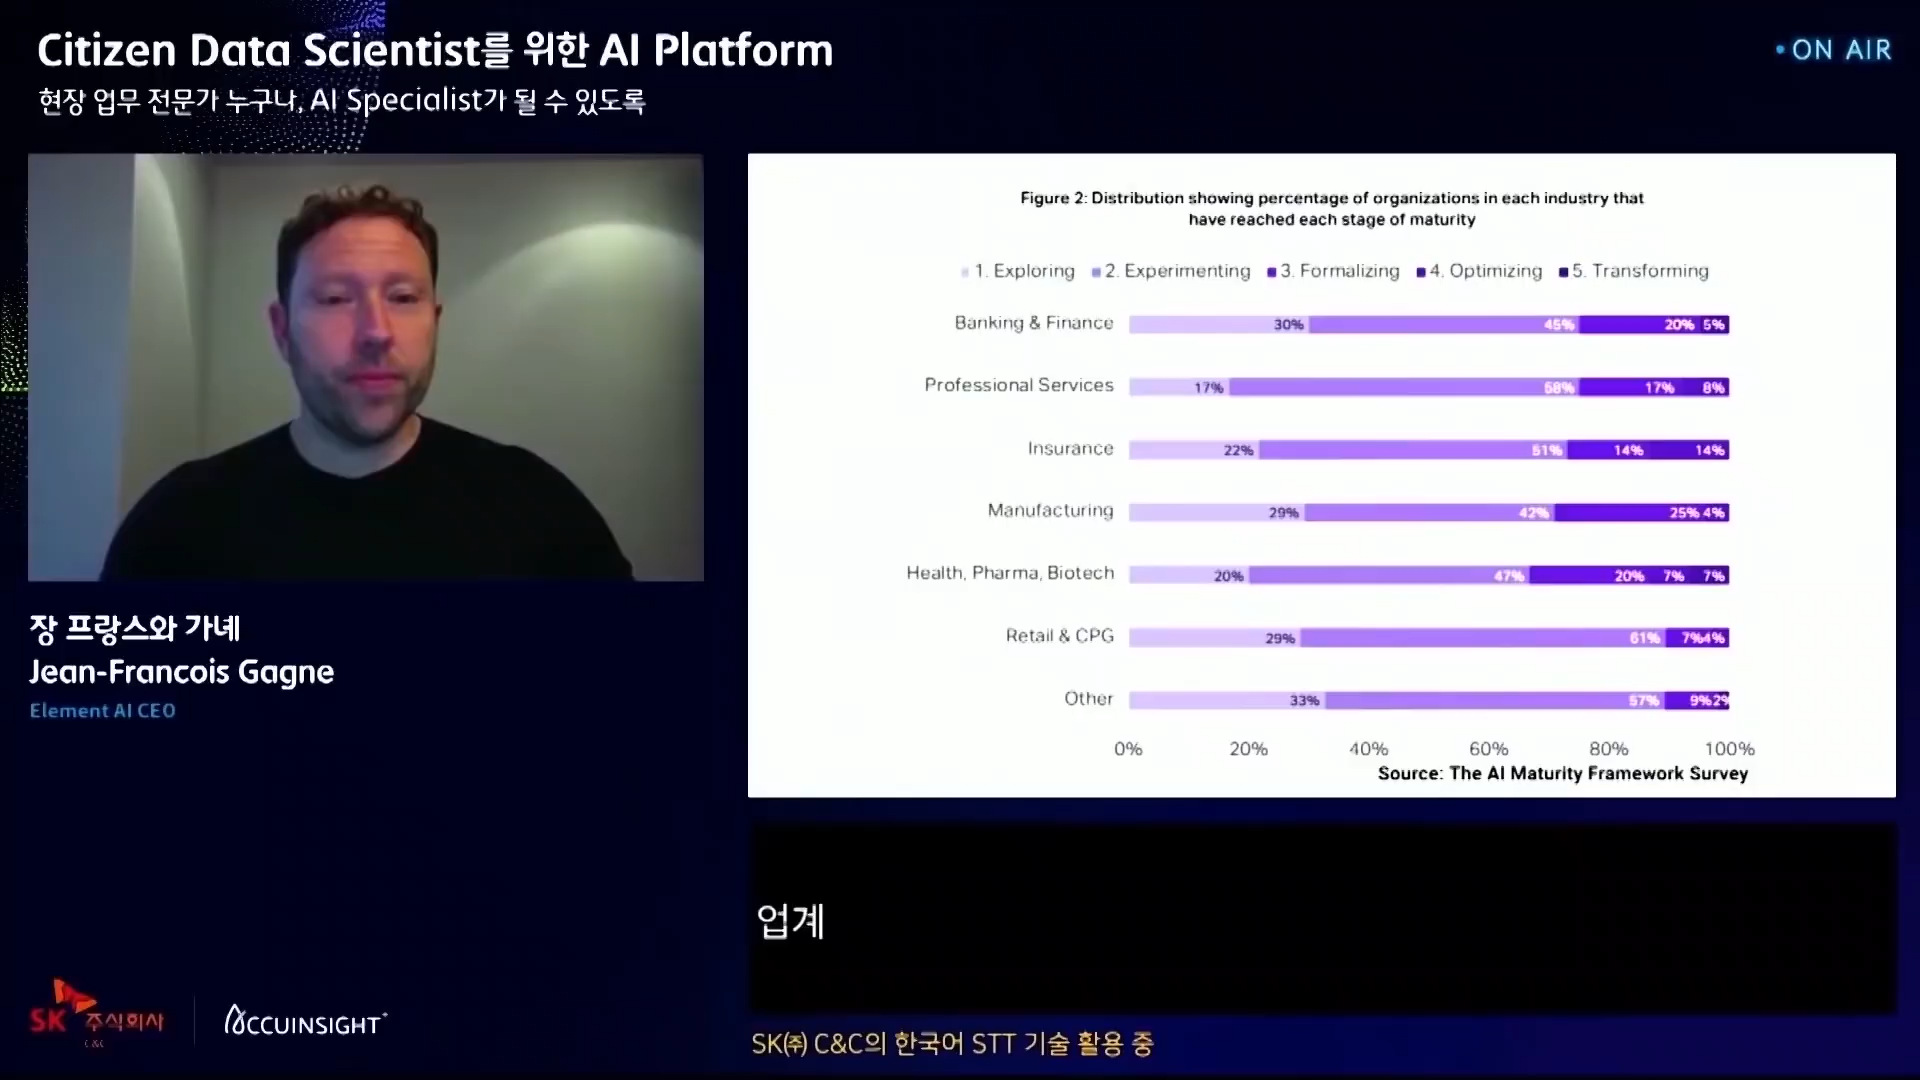 Citizen Data Scientist를 위한 AI Platform
현장 업무 전문가 누구나, AI Specialist가 될 수 있도록
• ON AIR
Figure 2: Distribution showing percentage of organizations in each industry that
have reached each stage of maturity
1. Exploring 2. Experimenting 3. Formalizing 4. Optimizing 5. Transforming
Banking & Finance 30% 45% 20% 5%
Professional Services 17% 58% 17% 8%
Insurance 22% 51% 14% 14%
Manufacturing 29% 42% 25% 4%
Health, Pharma, Biotech 20% 47% 20% 7% 7%
Retail & CPG 29% 61% 7% 4%
Other 33% 57% 9% 2%
0% 20% 40% 60% 80% 100%
Source: The AI Maturity Framework Survey
장 프랑스와 가녜
Jean-Francois Gagne
Element AI CEO
업계
SK 주식회사
C&C
ACCUINSIGHT+
SK㈜ C&C의 한국어 STT 기술 활용 중